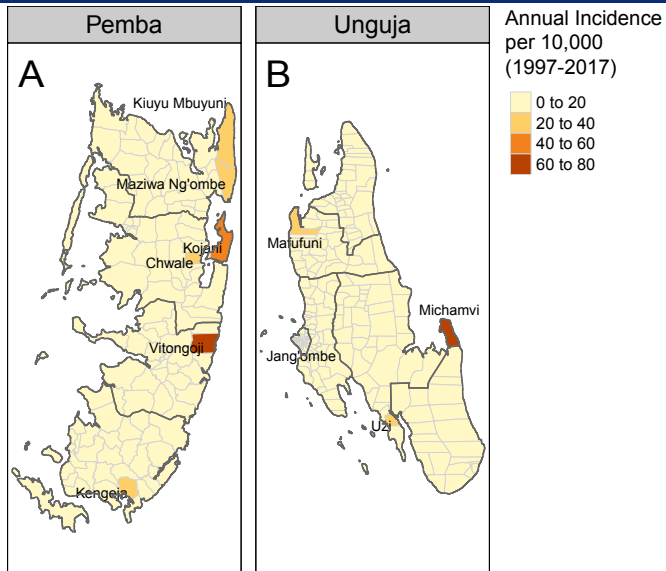 Pemba
Unguja
Annual Incidence
per 10,000
(1997-2017)
0 to 20
20 to 40
40 to 60
60 to 80
A
Kiuyu Mbuyuni
Maziwa Ng'ombe
Kojani
Chwale
Vitongoji
Kengeja
B
Mafufuni
Michamvi
Jang'ombe
Uzi